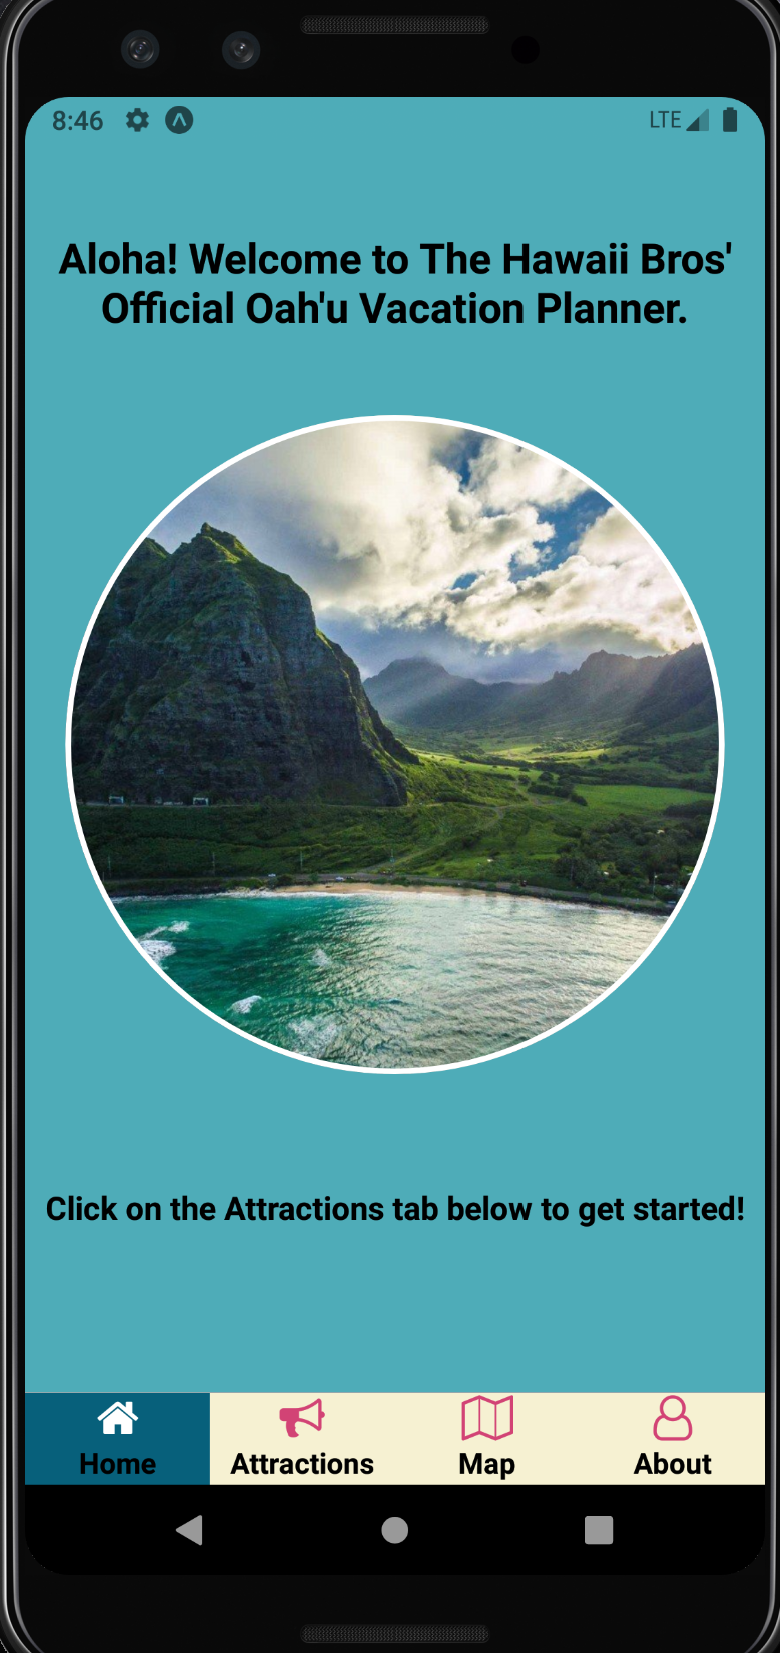 8:46 LTE
Aloha! Welcome to The Hawaii Bros'
Official Oah'u Vacation Planner.
Click on the Attractions tab below to get started!
Home Attractions Map About